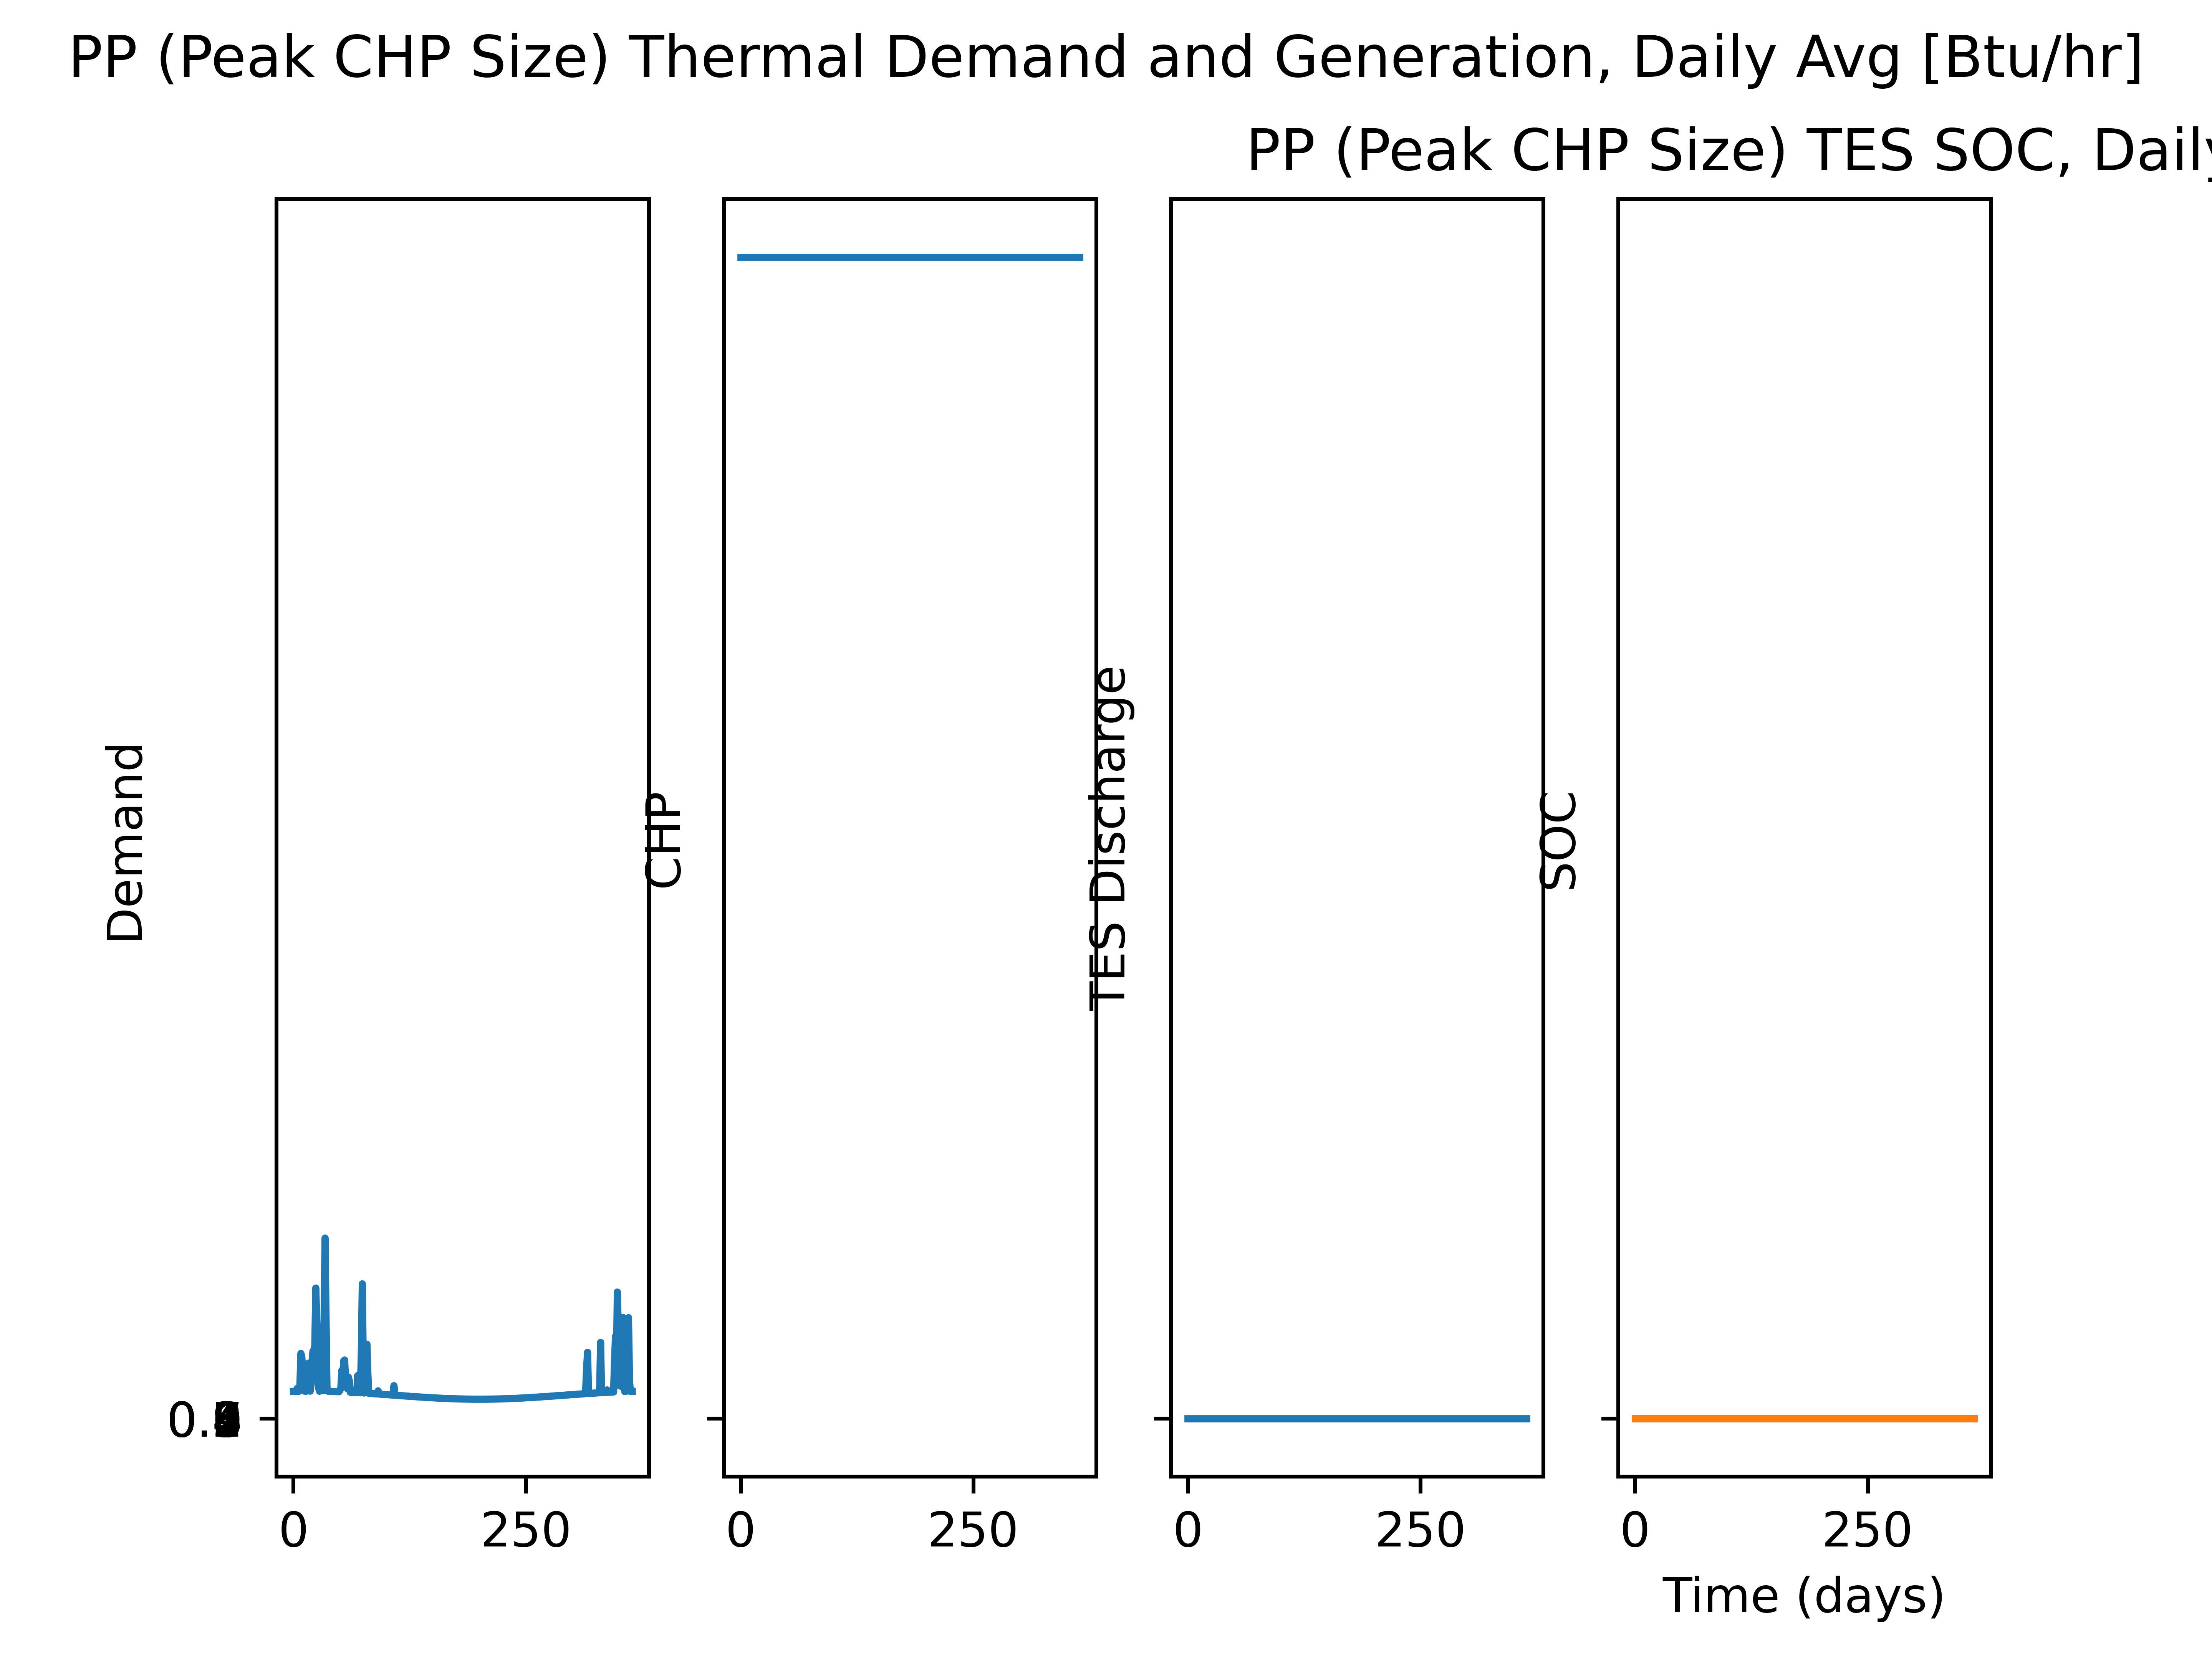 PP (Peak CHP Size) Thermal Demand and Generation, Daily Avg [Btu/hr]
PP (Peak CHP Size) TES SOC, Daily
Demand
CHP
TES Discharge
SOC
0 250 0 250 0 250 0 250
Time (days)